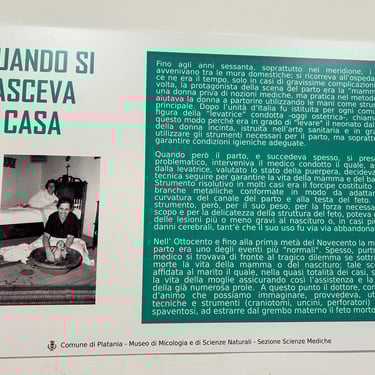 UANDO SI
ASCEVA
CASA
Fino agli anni sessanta, soprattutto nel meridione, i
avvenivano tra le mura domestiche; si ricorreva all'ospeda
ce ne era il tempo, solo in casi di gravissime complicazion
volta, la protagonista della scena del parto era la "mamm
una donna priva di nozioni mediche, ma pratica nel metode
aiutava la donna a partorire utilizzando le mani come strum
principale. Dopo l'unità d'Italia fu istituita per ogni comun
figura della "levatrice" condotta -oggi ostetrica-, chiam
questo modo perché era in grado di "levare" il neonato dal
della donna incinta, istruita nell'arte sanitaria e in gra
utilizzare gli strumenti necessari per il parto, ma soprattut
garantire condizioni igieniche adeguate.
Quando però il parto, e succedeva spesso, si pres
problematico, interveniva il medico condotto il quale, as
dalla levatrice, valutato lo stato della puerpera, decideva
tecnica seguire per garantire la vita della mamma e del ba
Strumento risolutivo in molti casi era il forcipe costituito
branche metalliche conformate in modo da adattar
curvatura del canale del parto e alla testa del feto.
strumento, però, per il suo peso, per la forza necessa
scopo e per la delicatezza della struttura del feto, poteva c
delle lesioni più o meno gravi al nascituro o, in casi più
danni cerebrali, tant'è che il suo uso fu via via abbandona
Nell' Ottocento e fino alla prima metà del Novecento la m
parto era uno degli eventi più "normali". Spesso, purt
medico si trovava di fronte al tragico dilemma se sottra
morte la vita della mamma o del nascituro; tale sc
affidata al marito il quale, nella quasi totalità dei casi, s
la vita della moglie assicurando così l'assistenza e la
della già numerosa prole. A questo punto il dottore, con
d'animo che possiamo immaginare, provvedeva, ut
tecniche e strumenti (craniotomi, uncini, perforatori)
spaventosi, ad estrarre dal grembo materno il feto mort
Comune di Platania - Museo di Micologia e di Scienze Naturali - Sezione Scienze Mediche